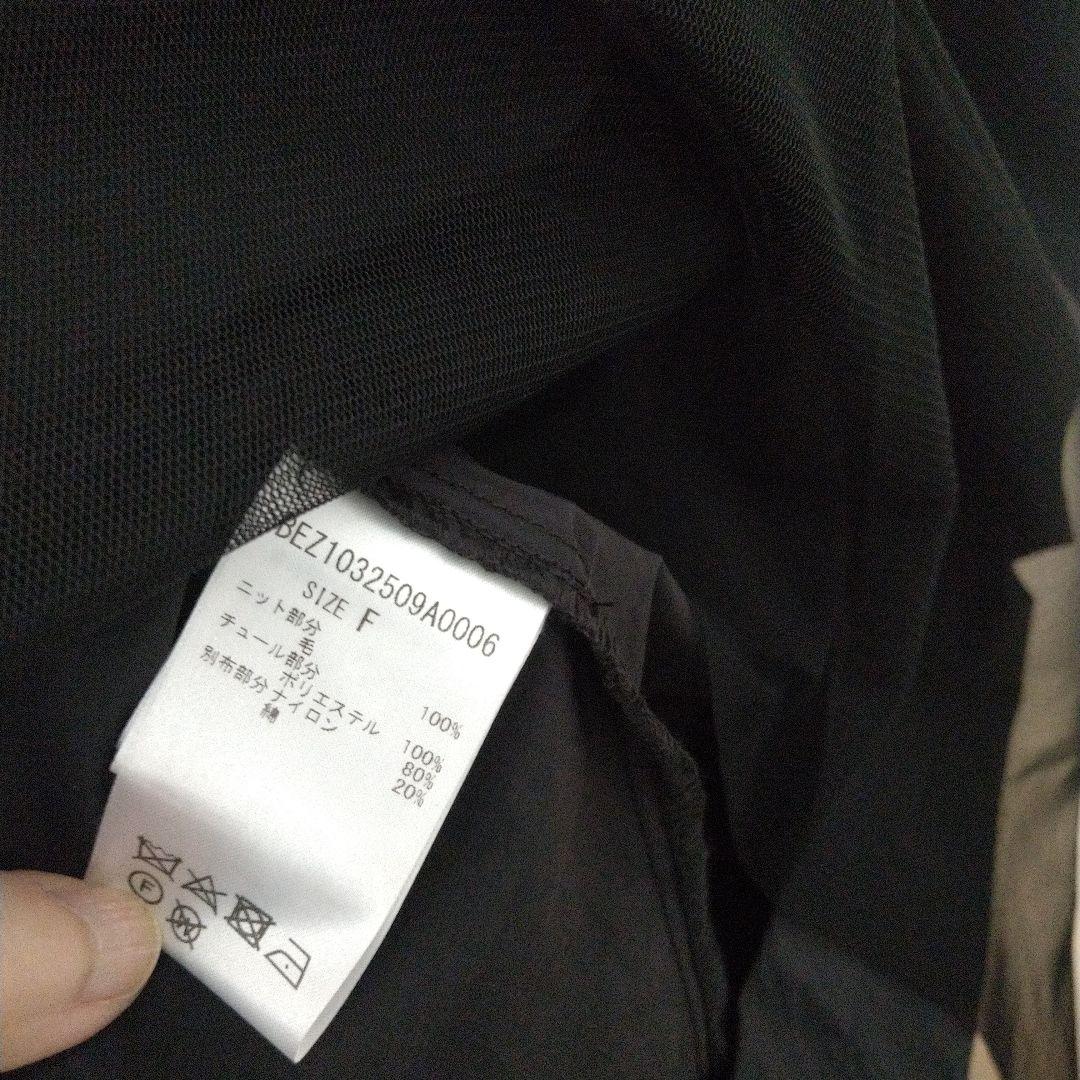 BEZ1032509A0006
SIZE F
ニット部分
毛 100%
チュール部分
ポリエステル 100%
別布部分ナイロン 80%
綿 20%
F
W